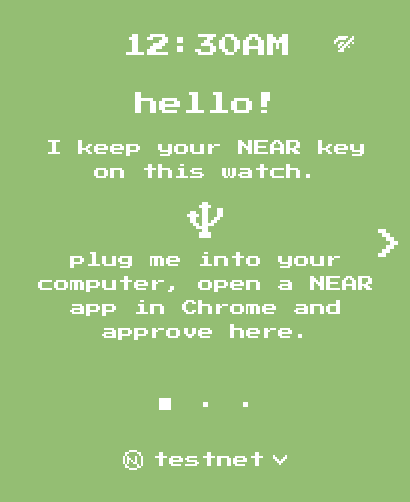 12:30AM
hello!
I keep your NEAR key
on this watch.
plug me into your
computer, open a NEAR
app in Chrome and
approve here.
N testnet